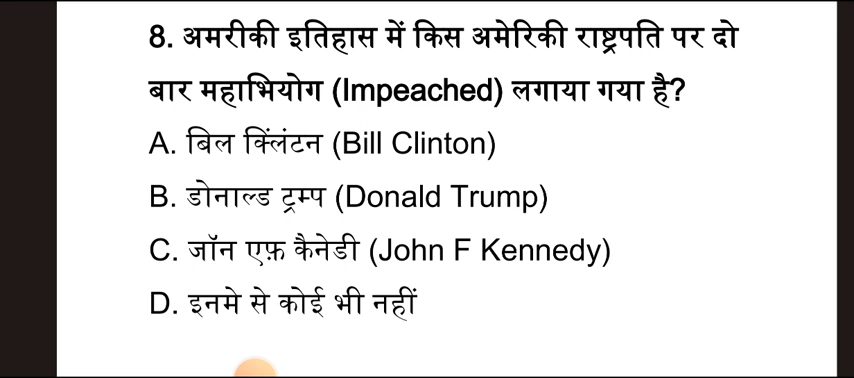 8. अमरीकी इतिहास में किस अमेरिकी राष्ट्रपति पर दो
बार महाभियोग (Impeached) लगाया गया है?
A. बिल क्लिंटन (Bill Clinton)
B. डोनाल्ड ट्रम्प (Donald Trump)
C. जॉन एफ़ कैनेडी (John F Kennedy)
D. इनमे से कोई भी नहीं